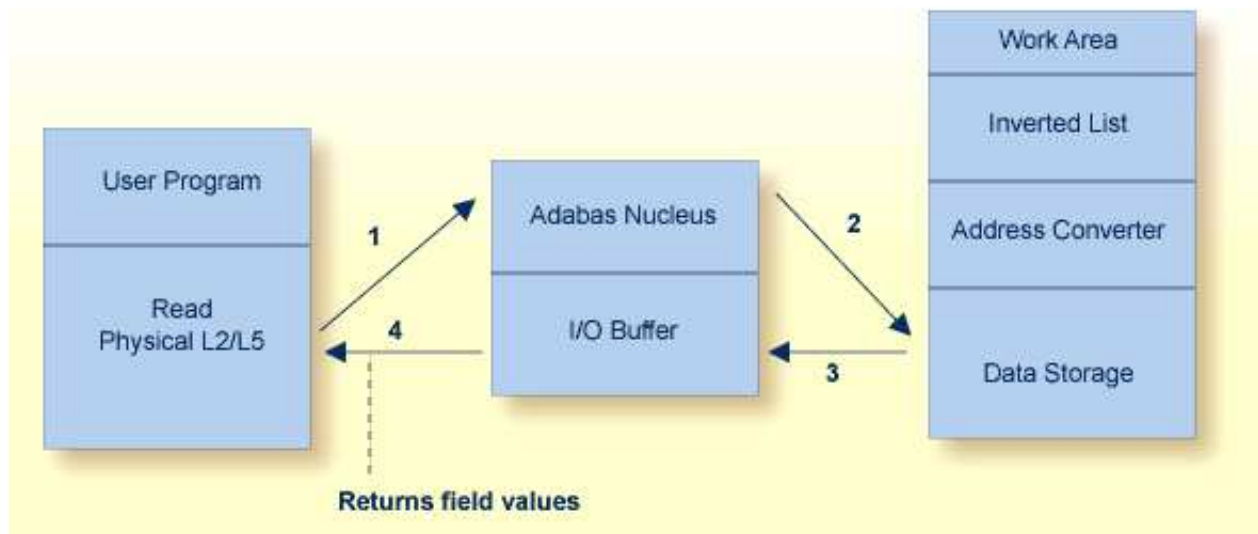 User Program
Read
Physical L2/L5
1
4
Returns field values
Adabas Nucleus
I/O Buffer
2
3
Work Area
Inverted List
Address Converter
Data Storage